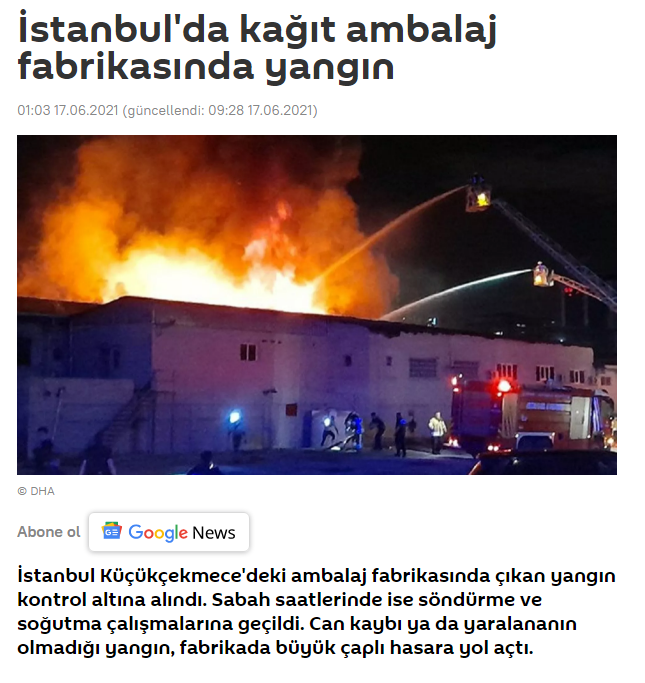 İstanbul'da kağıt ambalaj
fabrikasında yangın
01:03 17.06.2021 (güncellendi: 09:28 17.06.2021)
© DHA
Abone ol
GE Google News
İstanbul Küçükçekmece'deki ambalaj fabrikasında çıkan yangın
kontrol altına alındı. Sabah saatlerinde ise söndürme ve
soğutma çalışmalarına geçildi. Can kaybı ya da yaralananın
olmadığı yangın, fabrikada büyük çaplı hasara yol açtı.